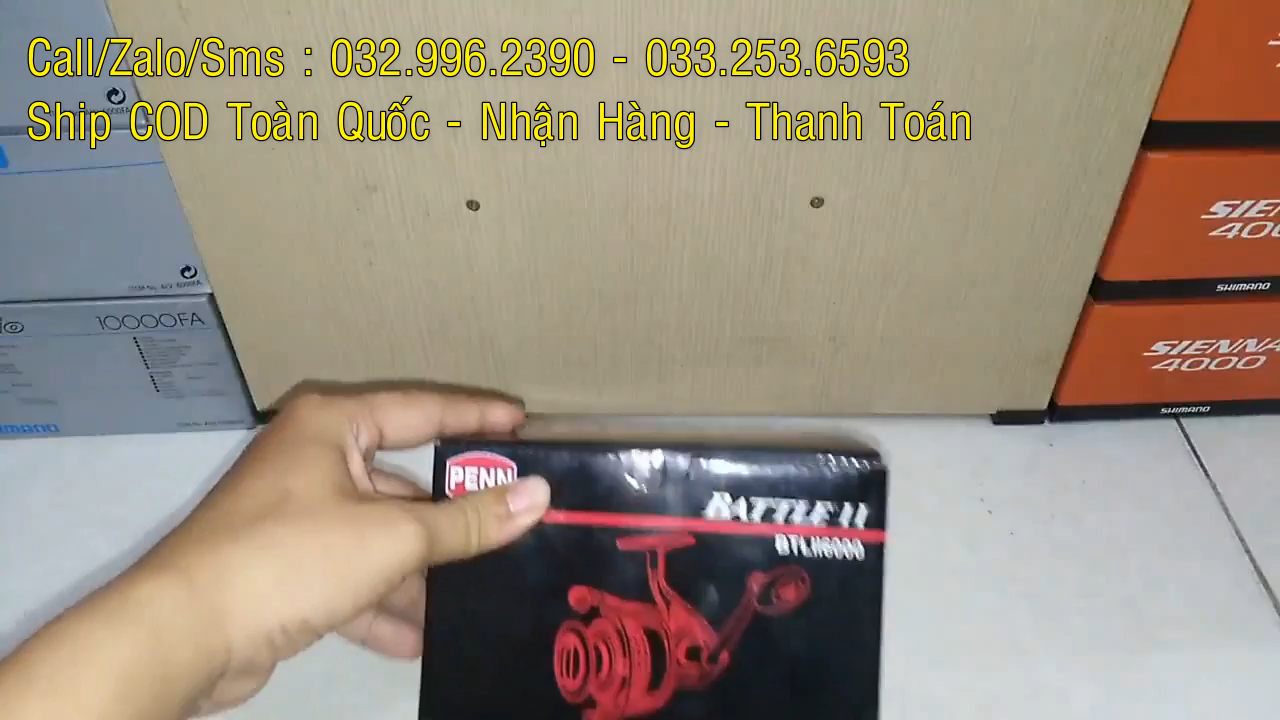 Call/Zalo/Sms : 032.996.2390 - 033.253.6593
Ship COD Toàn Quốc - Nhận Hàng - Thanh Toán
10000FA
SIENNA
4000
SHIMANO
SIENNA
4000
SHIMANO
PENN
BATTLE II
BTLII6000